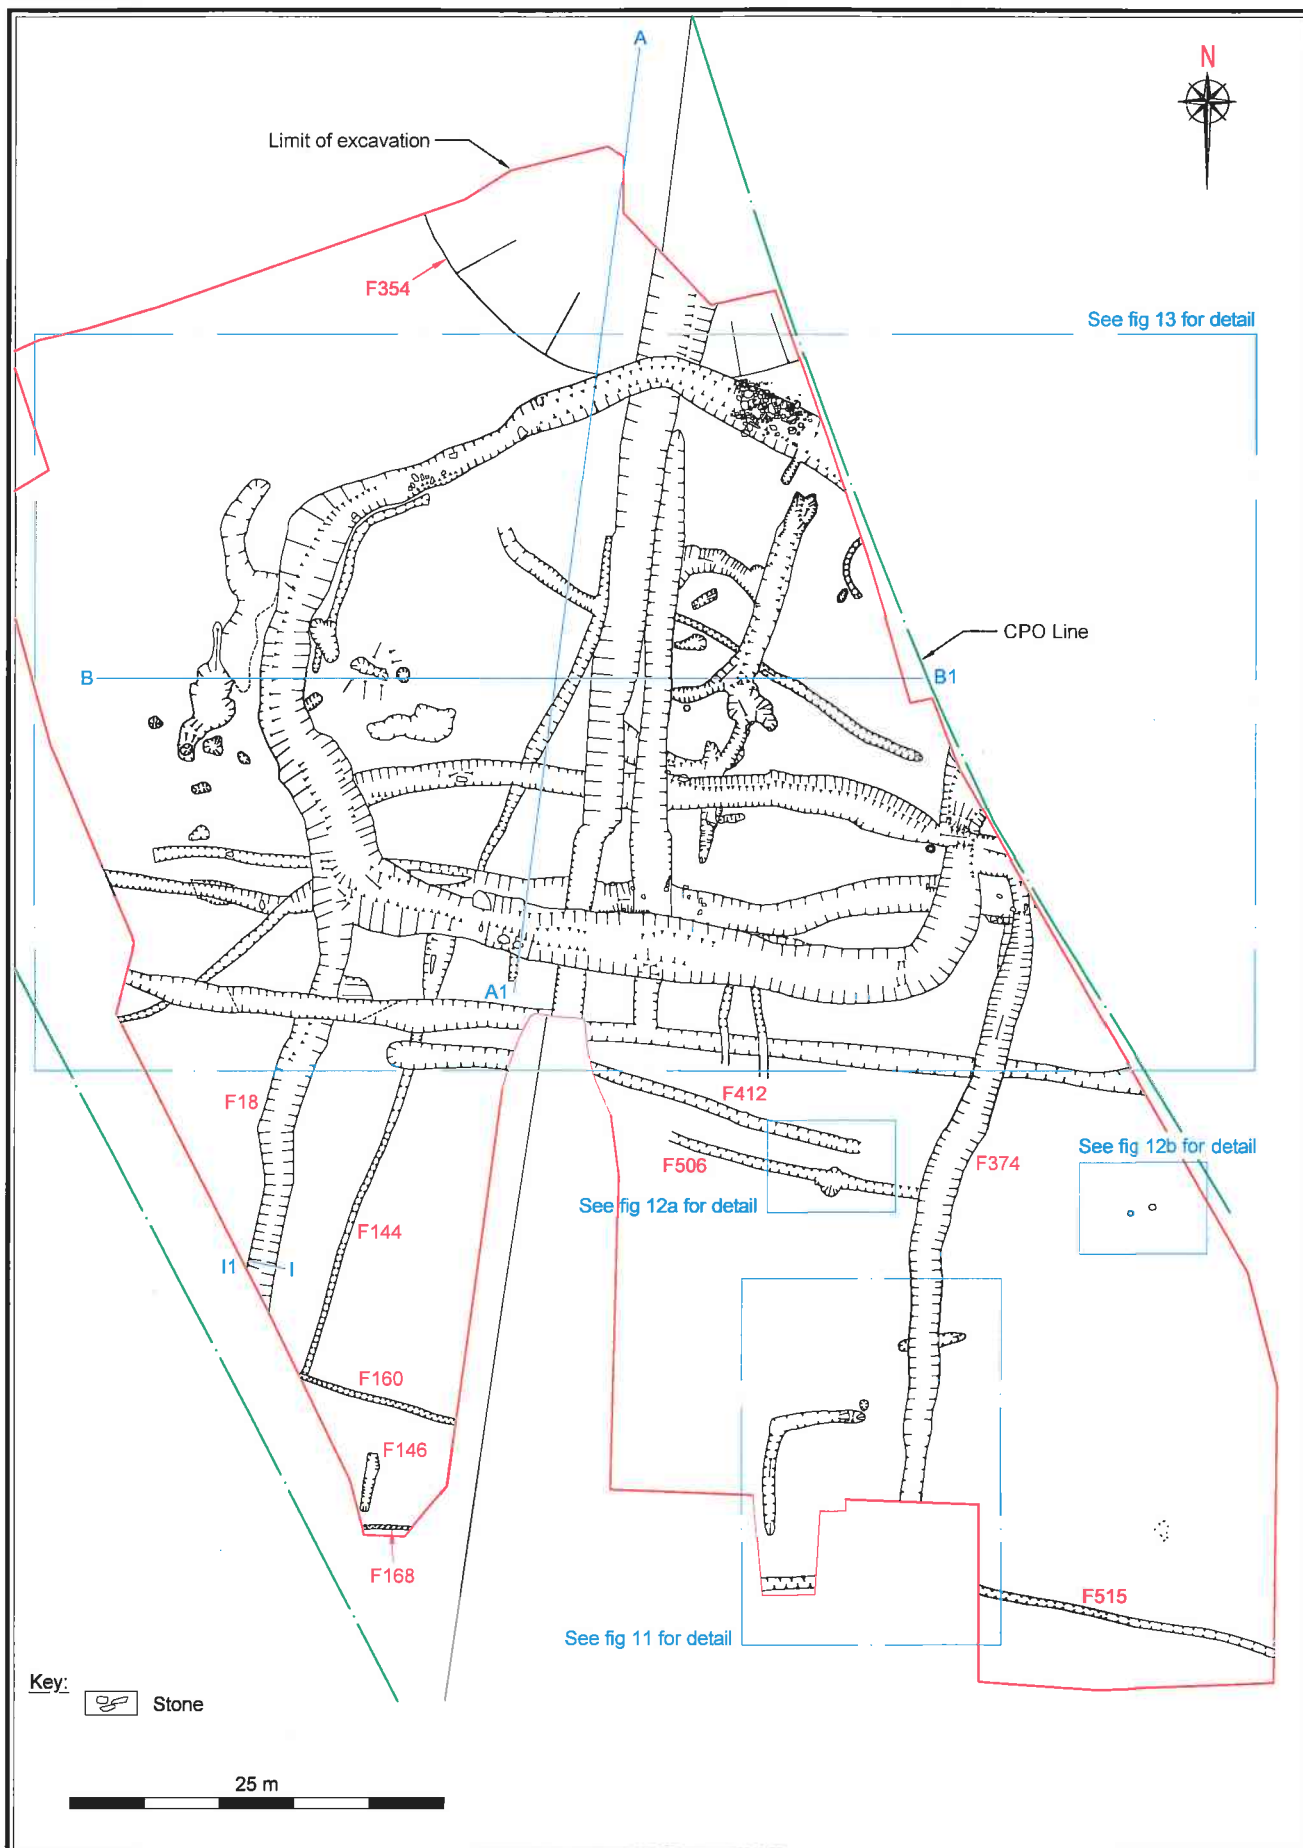 A
N
Limit of excavation
F354
See fig 13 for detail
CPO Line
B
B1
A1
F18
F412
F506
F374
See fig 12b for detail
See fig 12a for detail
F144
I1
I
F160
F146
F168
F515
See fig 11 for detail
Key:
Stone
25 m